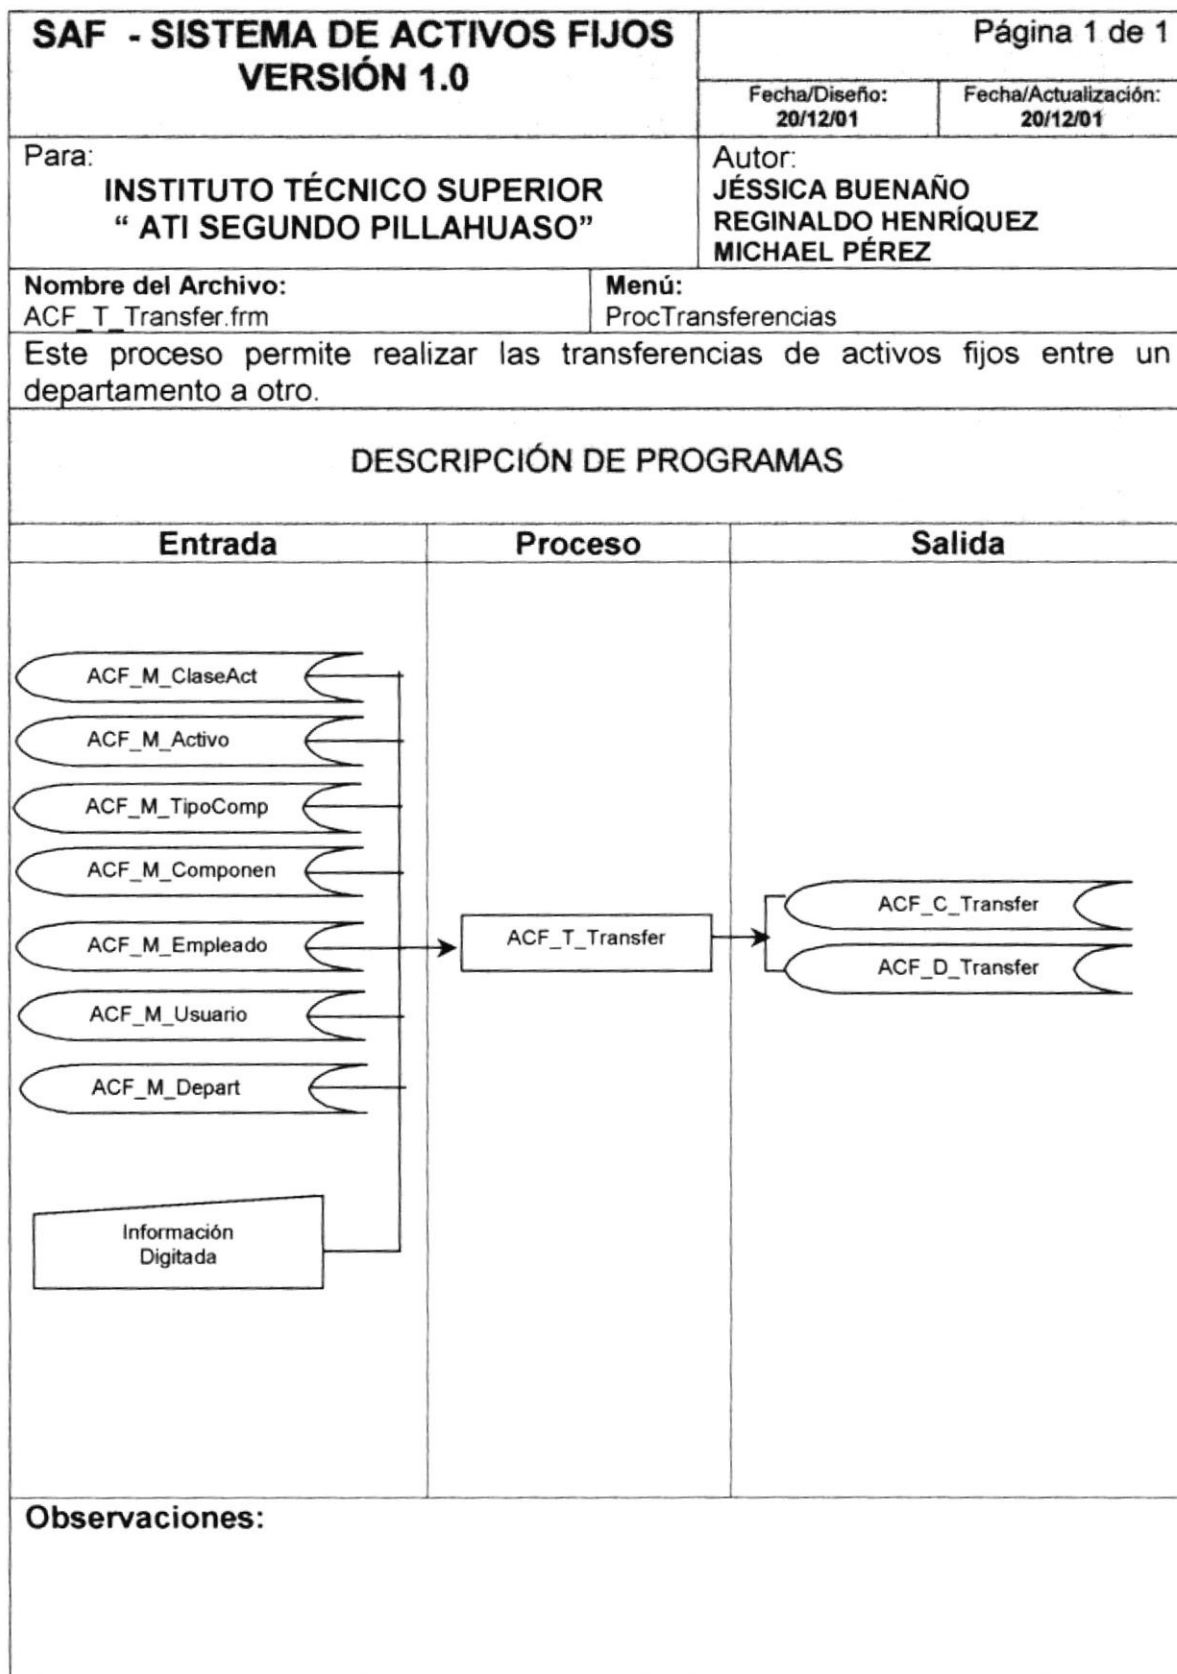 SAF - SISTEMA DE ACTIVOS FIJOS
VERSIÓN 1.0
Página 1 de 1
Fecha/Diseño:
20/12/01
Fecha/Actualización:
20/12/01
Para:
INSTITUTO TÉCNICO SUPERIOR
“ ATI SEGUNDO PILLAHUASO”
Autor:
JÉSSICA BUENAÑO
REGINALDO HENRÍQUEZ
MICHAEL PÉREZ
Nombre del Archivo:
ACF_T_Transfer.frm
Menú:
ProcTransferencias
Este proceso permite realizar las transferencias de activos fijos entre un
departamento a otro.
DESCRIPCIÓN DE PROGRAMAS
Entrada
Proceso
Salida
ACF_M_ClaseAct
ACF_M_Activo
ACF_M_TipoComp
ACF_M_Componen
ACF_M_Empleado
ACF_M_Usuario
ACF_M_Depart
Información
Digitada
ACF_T_Transfer
ACF_C_Transfer
ACF_D_Transfer
Observaciones: